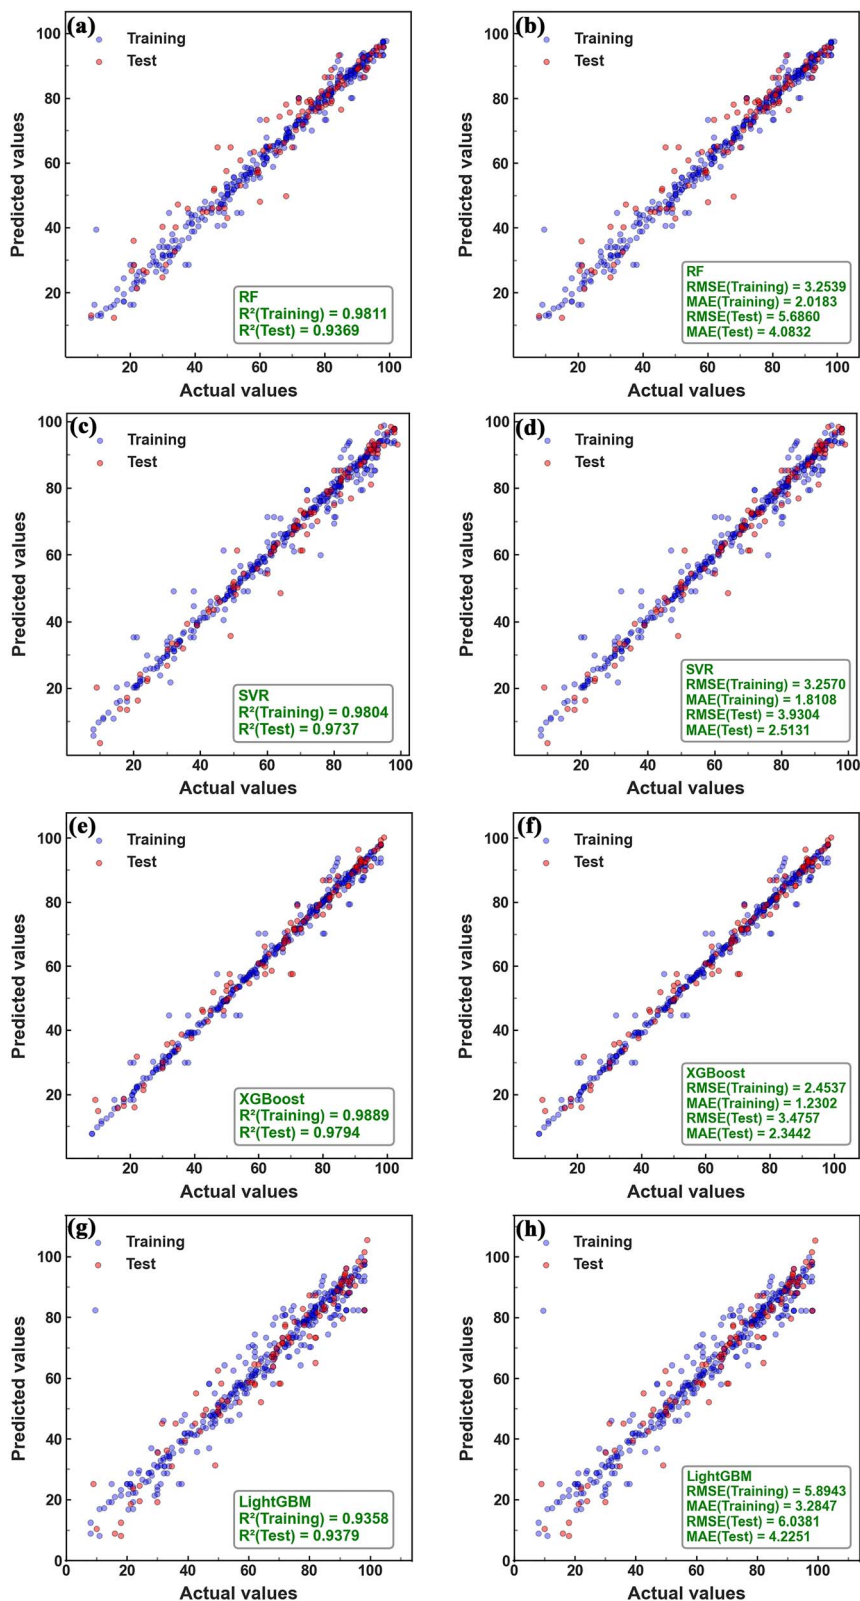 (a)
Training
Test
100
80
60
40
20
Predicted values
RF
R²(Training) = 0.9811
R²(Test) = 0.9369
20
40
60
80
100
Actual values
(b)
Training
Test
100
80
60
40
20
Predicted values
RF
RMSE(Training) = 3.2539
MAE(Training) = 2.0183
RMSE(Test) = 5.6860
MAE(Test) = 4.0832
20
40
60
80
100
Actual values
(c)
Training
Test
100
80
60
40
20
Predicted values
SVR
R²(Training) = 0.9804
R²(Test) = 0.9737
20
40
60
80
100
Actual values
(d)
Training
Test
100
80
60
40
20
Predicted values
SVR
RMSE(Training) = 3.2570
MAE(Training) = 1.8108
RMSE(Test) = 3.9304
MAE(Test) = 2.5131
20
40
60
80
100
Actual values
(e)
Training
Test
100
80
60
40
20
Predicted values
XGBoost
R²(Training) = 0.9889
R²(Test) = 0.9794
20
40
60
80
100
Actual values
(f)
Training
Test
100
80
60
40
20
Predicted values
XGBoost
RMSE(Training) = 2.4537
MAE(Training) = 1.2302
RMSE(Test) = 3.4757
MAE(Test) = 2.3442
20
40
60
80
100
Actual values
(g)
Training
Test
100
80
60
40
20
0
Predicted values
LightGBM
R²(Training) = 0.9358
R²(Test) = 0.9379
0
20
40
60
80
100
Actual values
(h)
Training
Test
100
80
60
40
20
0
Predicted values
LightGBM
RMSE(Training) = 5.8943
MAE(Training) = 3.2847
RMSE(Test) = 6.0381
MAE(Test) = 4.2251
0
20
40
60
80
100
Actual values